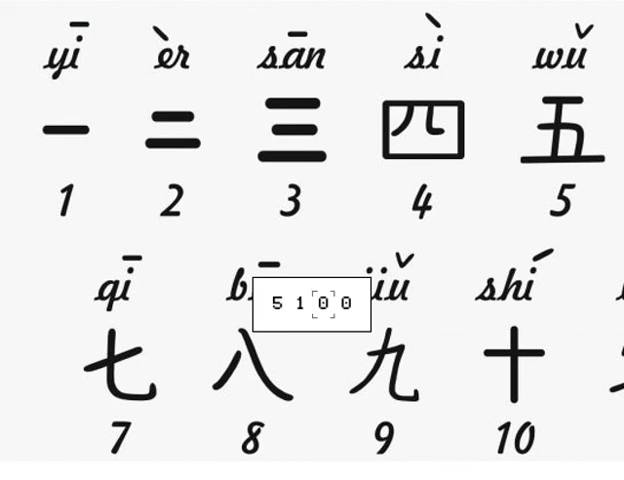 yī èr sān sì wǔ
一 二 三 四 五
1 2 3 4 5
qī jiǔ shí
5 1 0 0
七 八 九 十
7 8 9 10